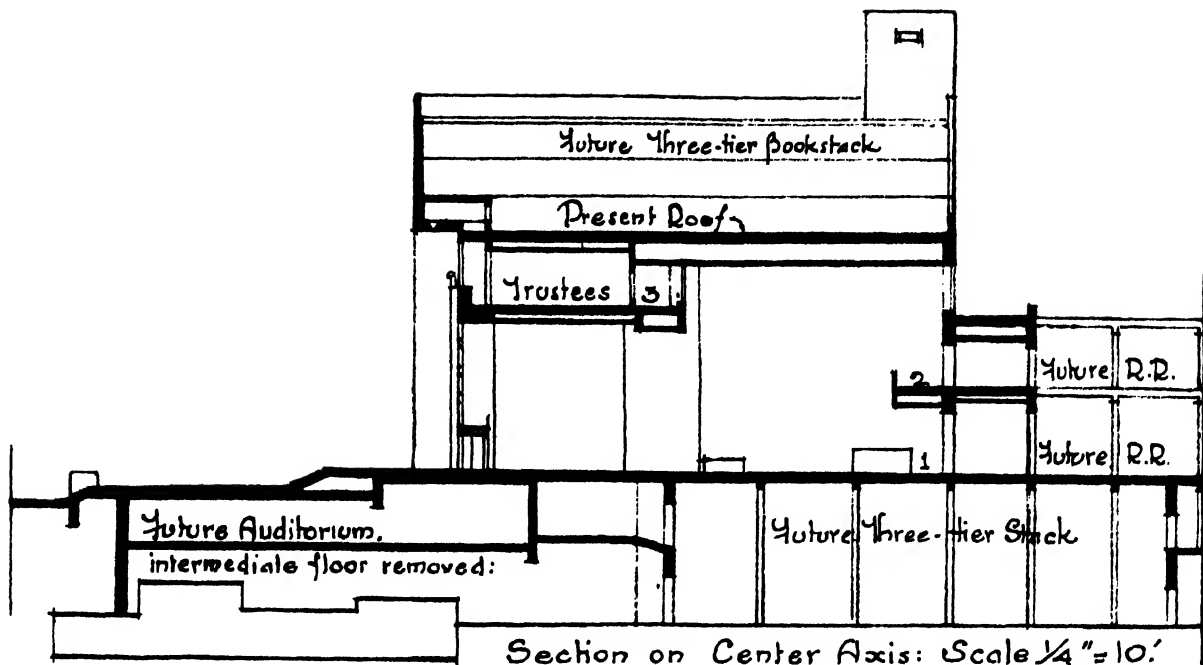 Future Three-tier Bookstack
Present Roof
Trustees 3
2
Future R.R.
1
Future R.R.
Future Auditorium.
intermediate floor removed:
Future Three-tier Stack
Section on Center Axis: Scale 1/4"=10.'